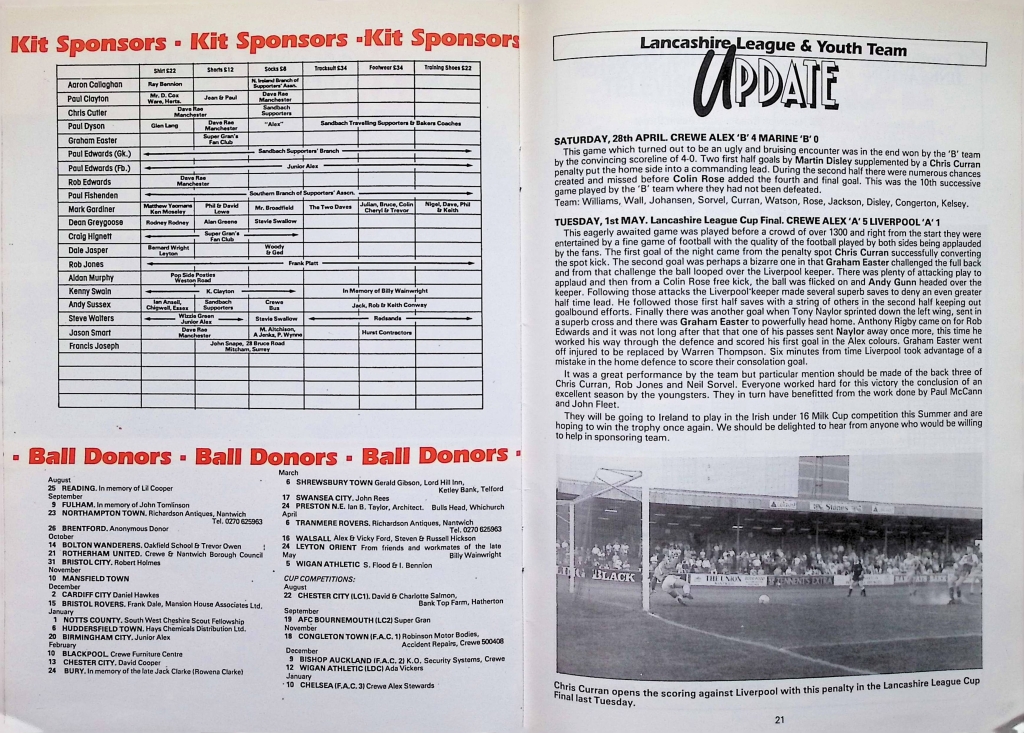 Kit Sponsors • Kit Sponsors • Kit Sponsors
Shirt £22 Shorts £12 Socks £8 Tracksuit £34 Footwear £34 Training Shoes £22
Aaron Callaghan Ray Bennion N. Ireland Branch of Supporters' Assn.
Paul Clayton Mr. D. Cox Ware, Herts. Jean & Paul Dave Rae Manchester
Chris Cutler Dave Rae Manchester Sandbach Supporters
Paul Dyson Glen Lang Dave Rae Manchester "Alex" Sandbach Travelling Supporters & Bakers Coaches
Graham Easter Super Gran's Fan Club
Paul Edwards (Gk.) Sandbach Supporters' Branch
Paul Edwards (Fb.) Junior Alex
Rob Edwards Dave Rae Manchester
Paul Fishenden Southern Branch of Supporters' Asscn.
Mark Gardiner Matthew Yeomans Ken Moseley Phil & David Lowe Mr. Broadfield The Two Daves Julian, Bruce, Colin Cheryl & Trevor Nigel, Dave, Phil & Keith
Dean Greygoose Rodney Rodney Alan Greene Stavie Swallow
Craig Hignett Super Gran's Fan Club
Dale Jasper Bernard Wright Leyton Woody & Ged
Rob Jones Frank Platt
Aidan Murphy Pop Side Posties Weston Road
Kenny Swain K. Clayton In Memory of Billy Wainwright
Andy Sussex Ian Ansell, Chigwell, Essex Sandbach Supporters Crewe Bus Jack, Rob & Keith Conway
Steve Walters Wizzis Green Junior Alex Stavie Swallow Redsands
Jason Smart Dave Rae Manchester M. Aitchison, A Jenks, P. Wynne Hurst Contractors
Francis Joseph John Snape, 28 Bruce Road Mitcham, Surrey
• Ball Donors • Ball Donors • Ball Donors •
August
25 READING. In memory of Lil Cooper
September
9 FULHAM. In memory of John Tomlinson
23 NORTHAMPTON TOWN. Richardson Antiques, Nantwich
Tel. 0270 625963
26 BRENTFORD. Anonymous Donor
October
14 BOLTON WANDERERS. Oakfield School & Trevor Owen
21 ROTHERHAM UNITED. Crewe & Nantwich Borough Council
31 BRISTOL CITY. Robert Holmes
November
10 MANSFIELD TOWN
December
2 CARDIFF CITY Daniel Hawkes
15 BRISTOL ROVERS. Frank Dale, Mansion House Associates Ltd.
January
1 NOTTS COUNTY. South West Cheshire Scout Fellowship
6 HUDDERSFIELD TOWN. Hays Chemicals Distribution Ltd.
20 BIRMINGHAM CITY. Junior Alex
February
10 BLACKPOOL. Crewe Furniture Centre
13 CHESTER CITY. David Cooper
24 BURY. In memory of the late Jack Clarke (Rowena Clarke)
March
6 SHREWSBURY TOWN Gerald Gibson, Lord Hill Inn,
Ketley Bank, Telford
17 SWANSEA CITY. John Rees
24 PRESTON N.E. Ian B. Taylor, Architect. Bulls Head, Whichurch
April
6 TRANMERE ROVERS. Richardson Antiques, Nantwich
Tel. 0270 625963
16 WALSALL Alex & Vicky Ford, Steven & Russell Hickson
24 LEYTON ORIENT From friends and workmates of the late
Billy Wainwright
May
5 WIGAN ATHLETIC S. Flood & I. Bennion
CUP COMPETITIONS:
August
22 CHESTER CITY (LC1). David & Charlotte Salmon,
Bank Top Farm, Hatherton
September
19 AFC BOURNEMOUTH (LC2) Super Gran
November
18 CONGLETON TOWN (F.A.C. 1) Robinson Motor Bodies,
Accident Repairs, Crewe 500408
December
9 BISHOP AUCKLAND (F.A.C. 2) K.O. Security Systems, Crewe
12 WIGAN ATHLETIC (LDC) Ada Vickers
January
10 CHELSEA (F.A.C. 3) Crewe Alex Stewards
Lancashire League & Youth Team
UPDATE
SATURDAY, 28th APRIL. CREWE ALEX 'B' 4 MARINE 'B' 0
This game which turned out to be an ugly and bruising encounter was in the end won by the 'B' team
by the convincing scoreline of 4-0. Two first half goals by Martin Disley supplemented by a Chris Curran
penalty put the home side into a commanding lead. During the second half there were numerous chances
created and missed before Colin Rose added the fourth and final goal. This was the 10th successive
game played by the 'B' team where they had not been defeated.
Team: Williams, Wall, Johansen, Sorvel, Curran, Watson, Rose, Jackson, Disley, Congerton, Kelsey.
TUESDAY, 1st MAY. Lancashire League Cup Final. CREWE ALEX 'A' 5 LIVERPOOL 'A' 1
This eagerly awaited game was played before a crowd of over 1300 and right from the start they were
entertained by a fine game of football with the quality of the football played by both sides being applauded
by the fans. The first goal of the night came from the penalty spot Chris Curran successfully converting
the spot kick. The second goal was perhaps a bizarre one in that Graham Easter challenged the full back
and from that challenge the ball looped over the Liverpool keeper. There was plenty of attacking play to
applaud and then from a Colin Rose free kick, the ball was flicked on and Andy Gunn headed over the
keeper. Following those attacks the Liverpool keeper made several superb saves to deny an even greater
half time lead. He followed those first half saves with a string of others in the second half keeping out
goalbound efforts. Finally there was another goal when Tony Naylor sprinted down the left wing, sent in
a superb cross and there was Graham Easter to powerfully head home. Anthony Rigby came on for Rob
Edwards and it was not long after that that one of his passes sent Naylor away once more, this time he
worked his way through the defence and scored his first goal in the Alex colours. Graham Easter went
off injured to be replaced by Warren Thompson. Six minutes from time Liverpool took advantage of a
mistake in the home defence to score their consolation goal.
It was a great performance by the team but particular mention should be made of the back three of
Chris Curran, Rob Jones and Neil Sorvel. Everyone worked hard for this victory the conclusion of an
excellent season by the youngsters. They in turn have benefitted from the work done by Paul McCann
and John Fleet.
They will be going to Ireland to play in the Irish under 16 Milk Cup competition this Summer and are
hoping to win the trophy once again. We should be delighted to hear from anyone who would be willing
to help in sponsoring team.
BLACK THE UNION TENNENTS EXTRA
Chris Curran opens the scoring against Liverpool with this penalty in the Lancashire League Cup
Final last Tuesday.
21